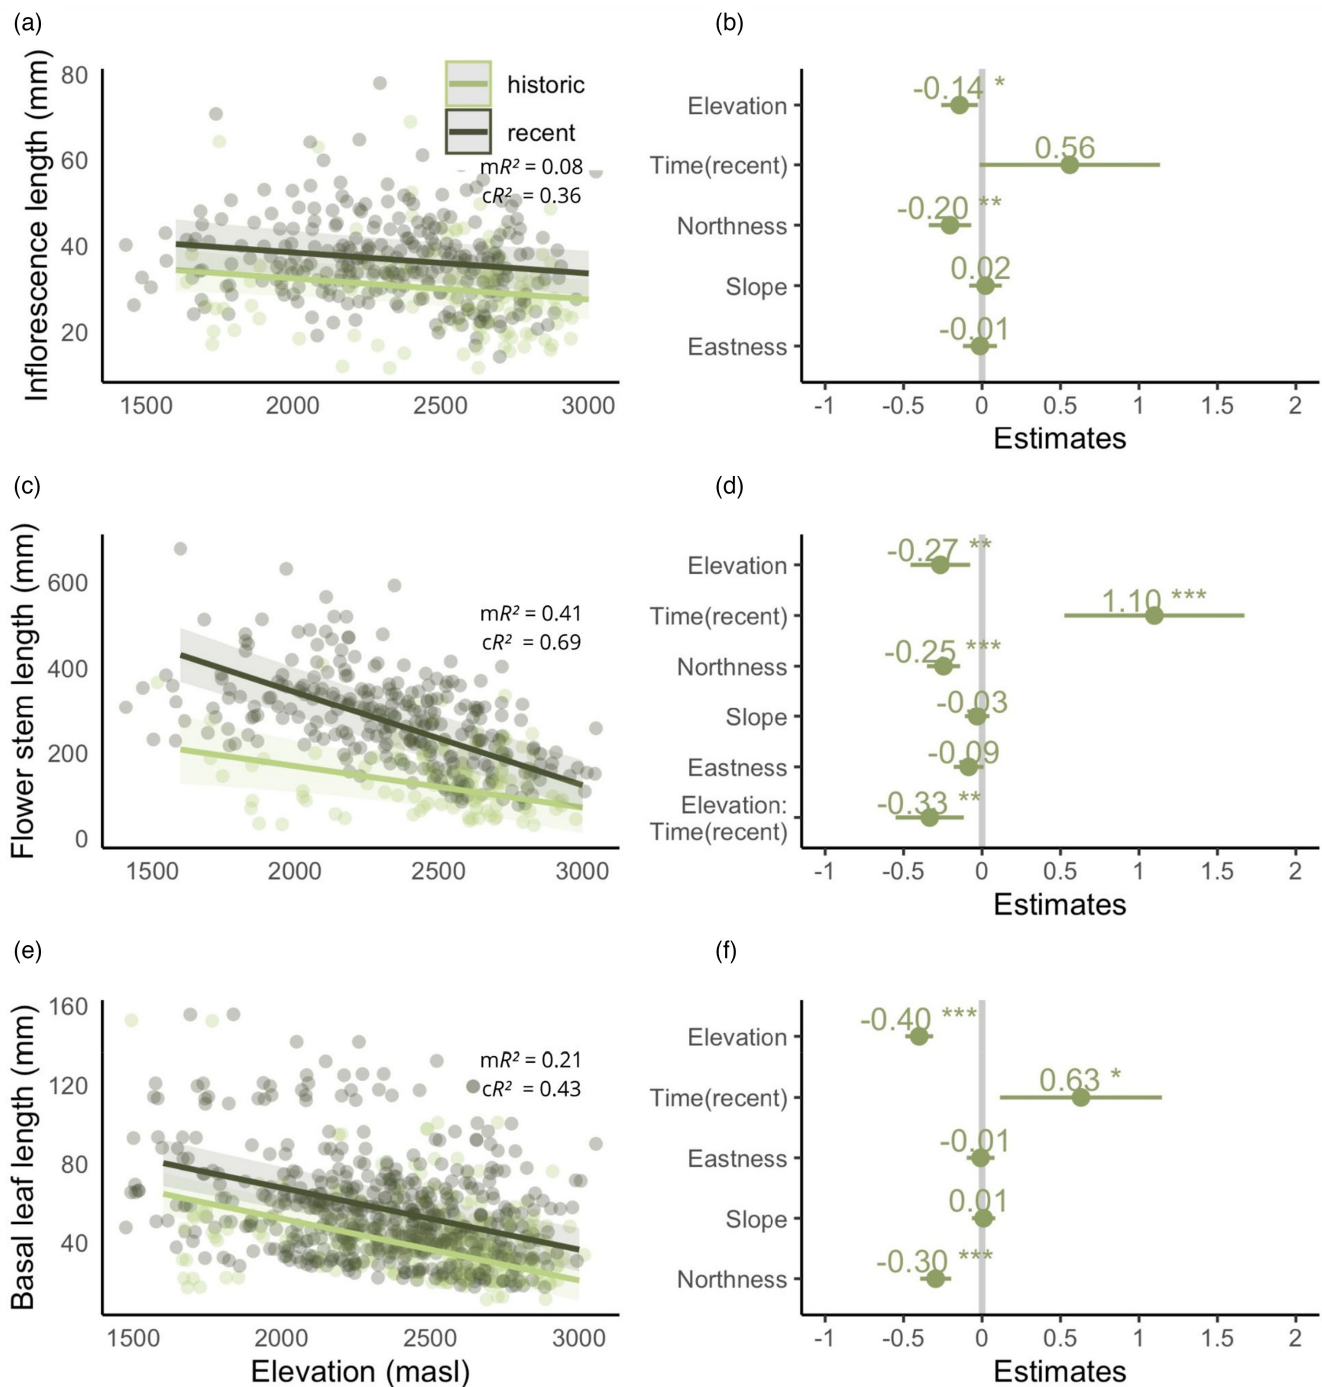 (a)
Inflorescence length (mm)
80
60
40
20
historic
recent
mR² = 0.08
cR² = 0.36
1500 2000 2500 3000
(b)
Elevation
Time(recent)
Northness
Slope
Eastness
-0.14 *
0.56
-0.20 **
0.02
-0.01
-1 -0.5 0 0.5 1 1.5 2
Estimates
(c)
Flower stem length (mm)
600
400
200
0
mR² = 0.41
cR² = 0.69
1500 2000 2500 3000
(d)
Elevation
Time(recent)
Northness
Slope
Eastness
Elevation:
Time(recent)
-0.27 **
1.10 ***
-0.25 ***
-0.03
-0.09
-0.33 **
-1 -0.5 0 0.5 1 1.5 2
Estimates
(e)
Basal leaf length (mm)
160
120
80
40
mR² = 0.21
cR² = 0.43
1500 2000 2500 3000
Elevation (masl)
(f)
Elevation
Time(recent)
Eastness
Slope
Northness
-0.40 ***
0.63 *
-0.01
0.01
-0.30 ***
-1 -0.5 0 0.5 1 1.5 2
Estimates